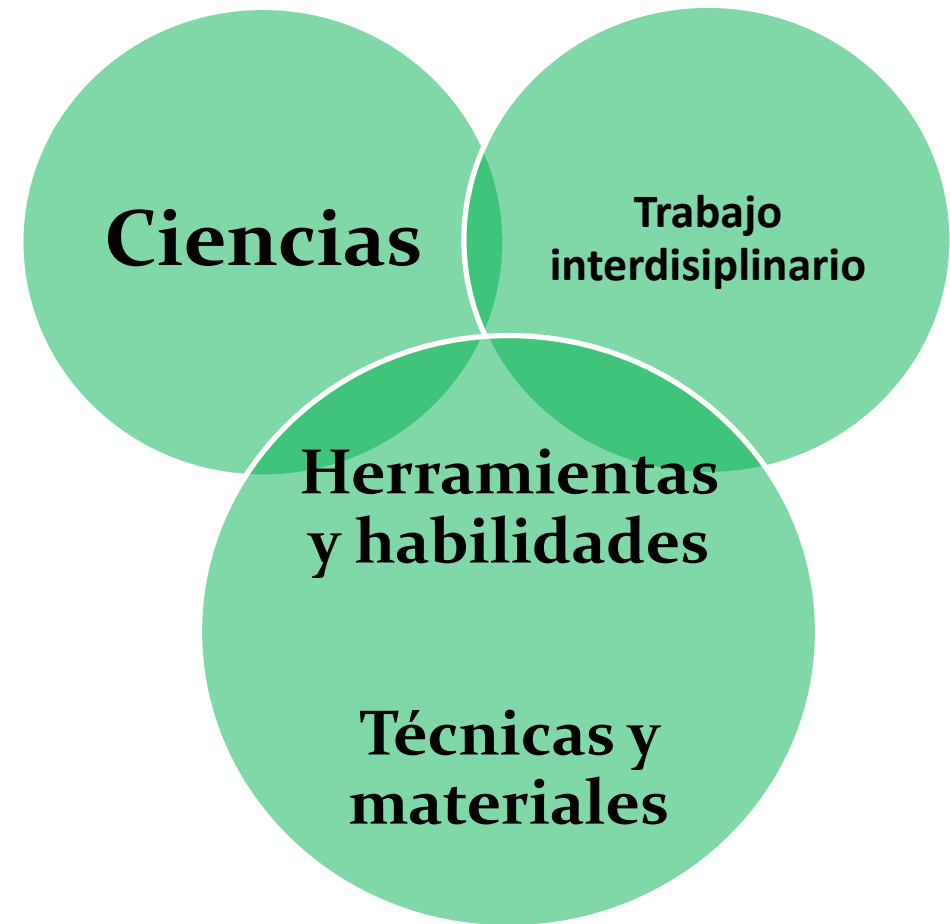 Ciencias
Trabajo
interdisiplinario
Herramientas
y habilidades
Técnicas y
materiales